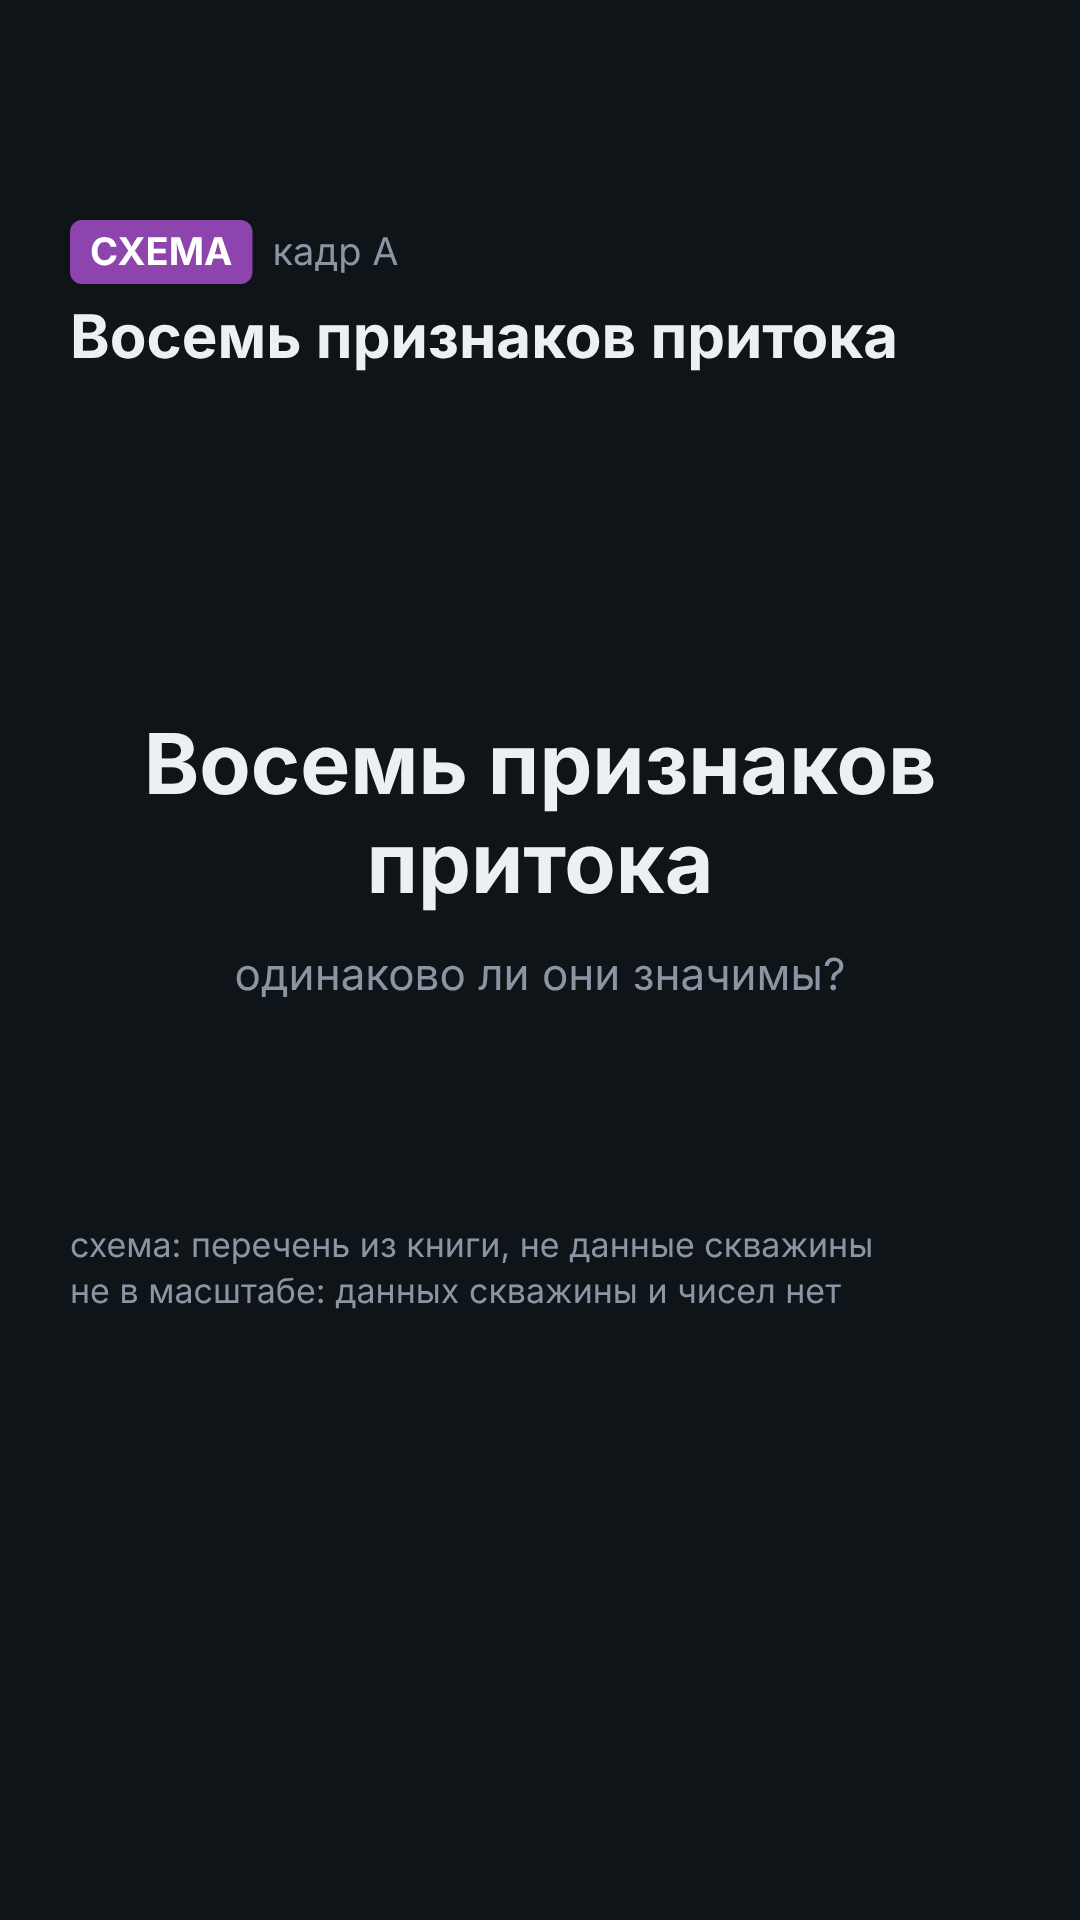 СХЕМА кадр А
Восемь признаков притока
Восемь признаков
притока
одинаково ли они значимы?
схема: перечень из книги, не данные скважины
не в масштабе: данных скважины и чисел нет